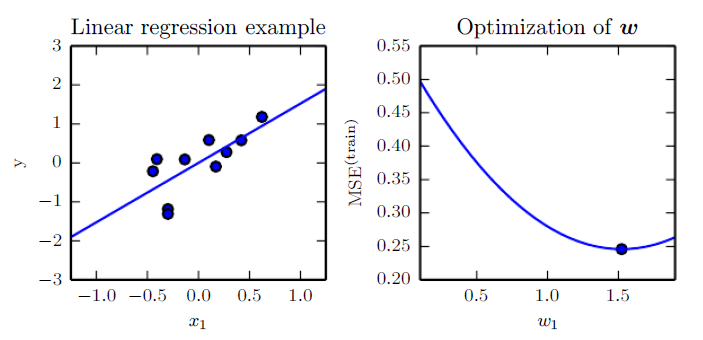 Linear regression example
3
2
1
0
−1
−2
−3
y
−1.0 −0.5 0.0 0.5 1.0
x₁
Optimization of w
0.55
0.50
0.45
0.40
0.35
0.30
0.25
0.20
MSE⁽ᵗʳᵃⁱⁿ⁾
0.5 1.0 1.5
w₁